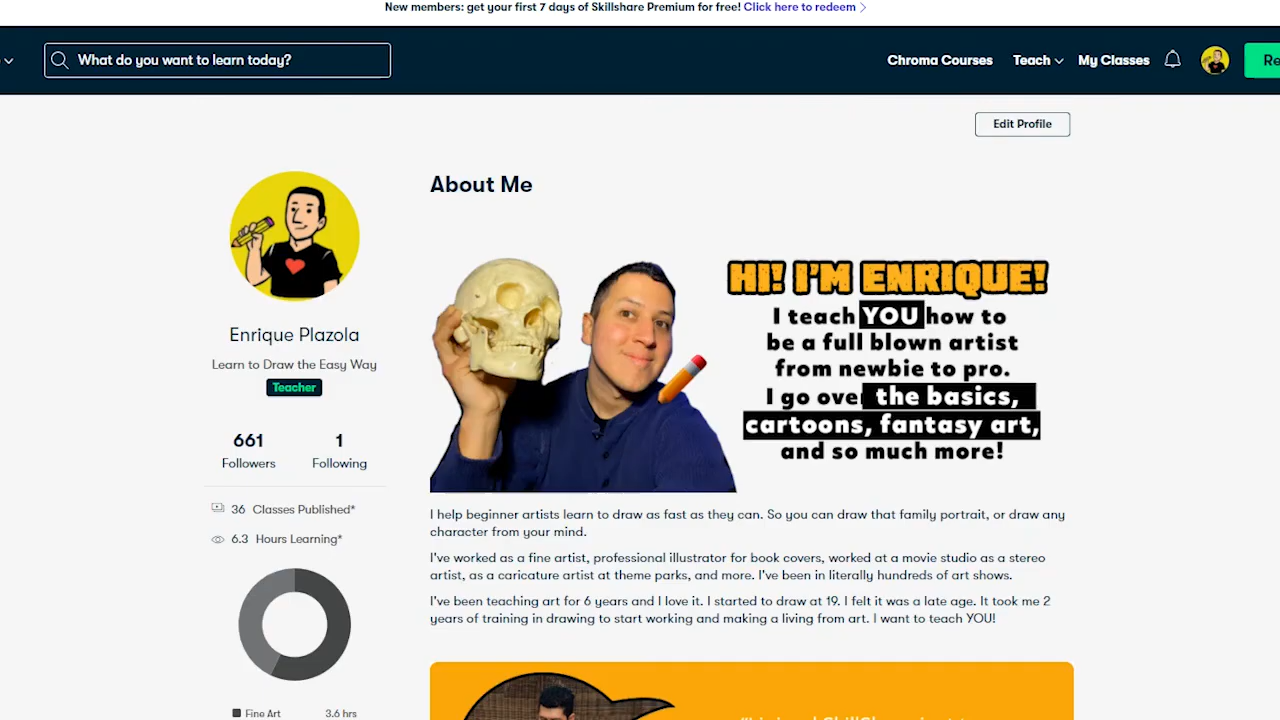 New members: get your first 7 days of Skillshare Premium for free! Click here to redeem
What do you want to learn today?
Chroma Courses Teach My Classes
Edit Profile
About Me
Enrique Plazola
Learn to Draw the Easy Way
Teacher
661 1
Followers Following
36 Classes Published*
6.3 Hours Learning*
Fine Art 3.6 hrs
HI! I'M ENRIQUE!
I teach YOU how to
be a full blown artist
from newbie to pro.
I go over the basics,
cartoons, fantasy art,
and so much more!
I help beginner artists learn to draw as fast as they can. So you can draw that family portrait, or draw any
character from your mind.
I've worked as a fine artist, professional illustrator for book covers, worked at a movie studio as a stereo
artist, as a caricature artist at theme parks, and more. I've been in literally hundreds of art shows.
I've been teaching art for 6 years and I love it. I started to draw at 19. I felt it was a late age. It took me 2
years of training in drawing to start working and making a living from art. I want to teach YOU!